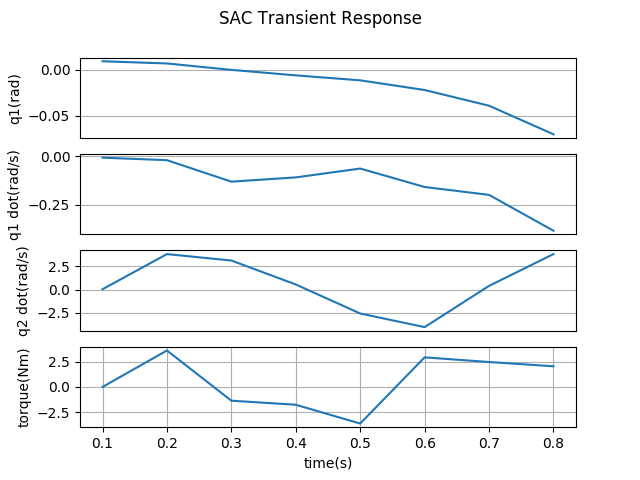 SAC Transient Response
0.00
−0.05
q1(rad)
0.00
−0.25
q1 dot(rad/s)
2.5
0.0
−2.5
q2 dot(rad/s)
2.5
0.0
−2.5
torque(Nm)
0.1 0.2 0.3 0.4 0.5 0.6 0.7 0.8
time(s)